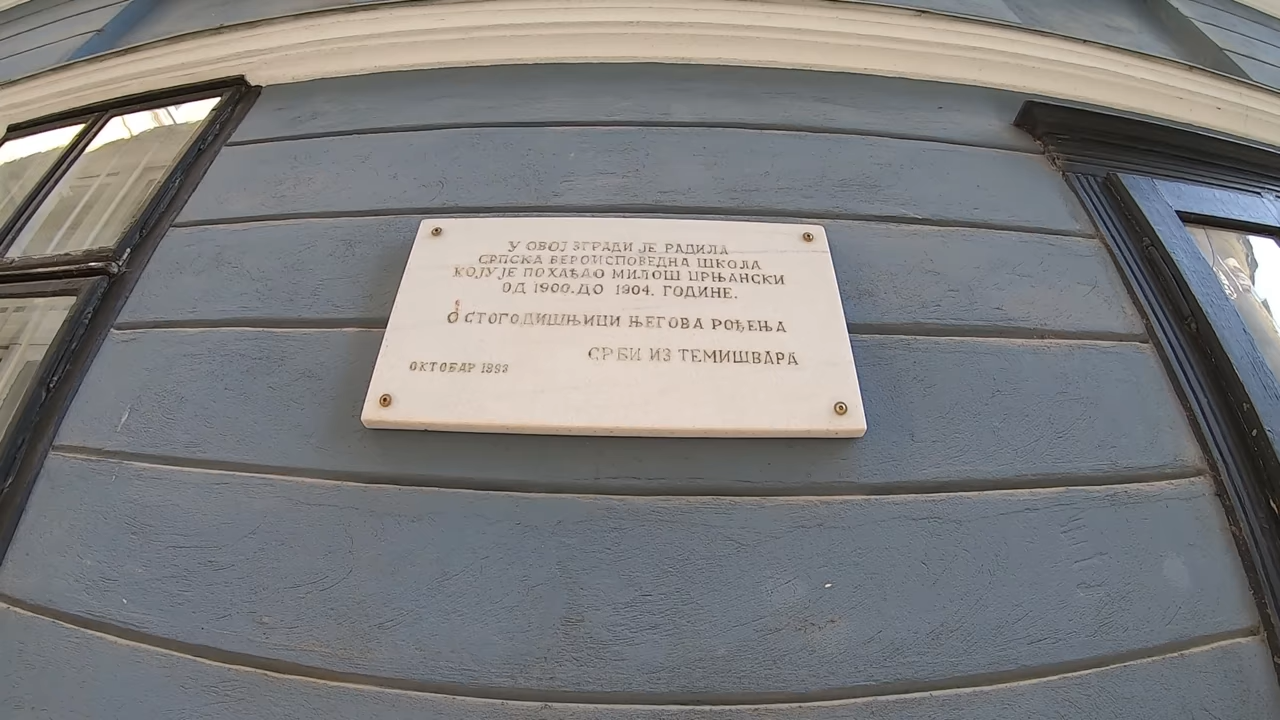 У ОВОЈ ЗГРАДИ ЈЕ РАДИЛА
СРПСКА ВЕРОИСПОВЕДНА ШКОЛА
КОЈУ ЈЕ ПОХАЂАО МИЛОШ ЦРЊАНСКИ
ОД 1900. ДО 1904. ГОДИНЕ.
О СТОГОДИШЊИЦИ ЊЕГОВА РОЂЕЊА
СРБИ ИЗ ТЕМИШВАРА
ОКТОБАР 1993